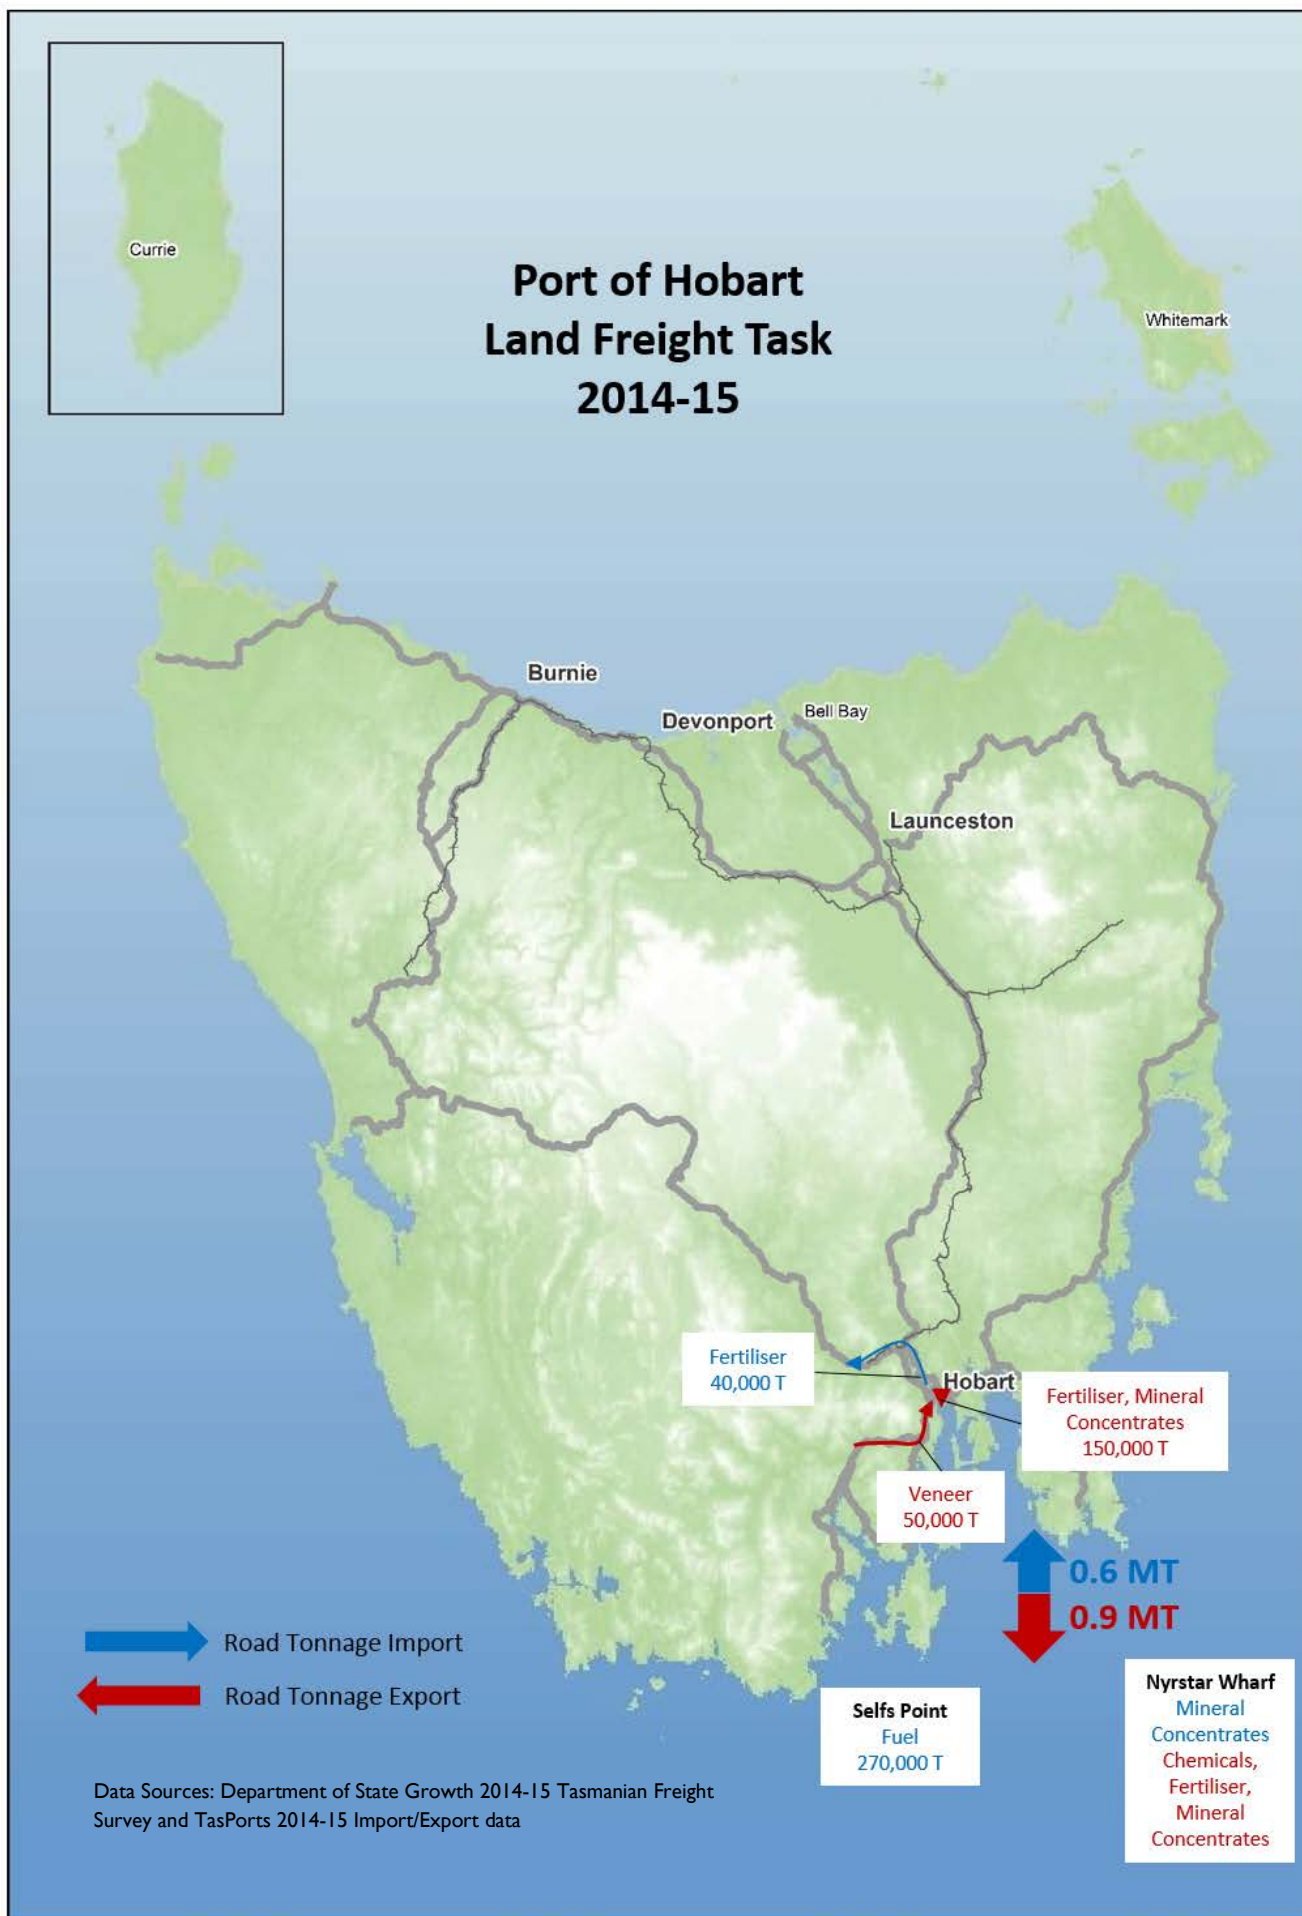 Currie
Port of Hobart
Land Freight Task
2014-15
Whitemark
Burnie
Devonport
Bell Bay
Launceston
Fertiliser
40,000 T
Hobart
Fertiliser, Mineral
Concentrates
150,000 T
Veneer
50,000 T
0.6 MT
0.9 MT
Road Tonnage Import
Road Tonnage Export
Selfs Point
Fuel
270,000 T
Nyrstar Wharf
Mineral
Concentrates
Chemicals,
Fertiliser,
Mineral
Concentrates
Data Sources: Department of State Growth 2014-15 Tasmanian Freight
Survey and TasPorts 2014-15 Import/Export data